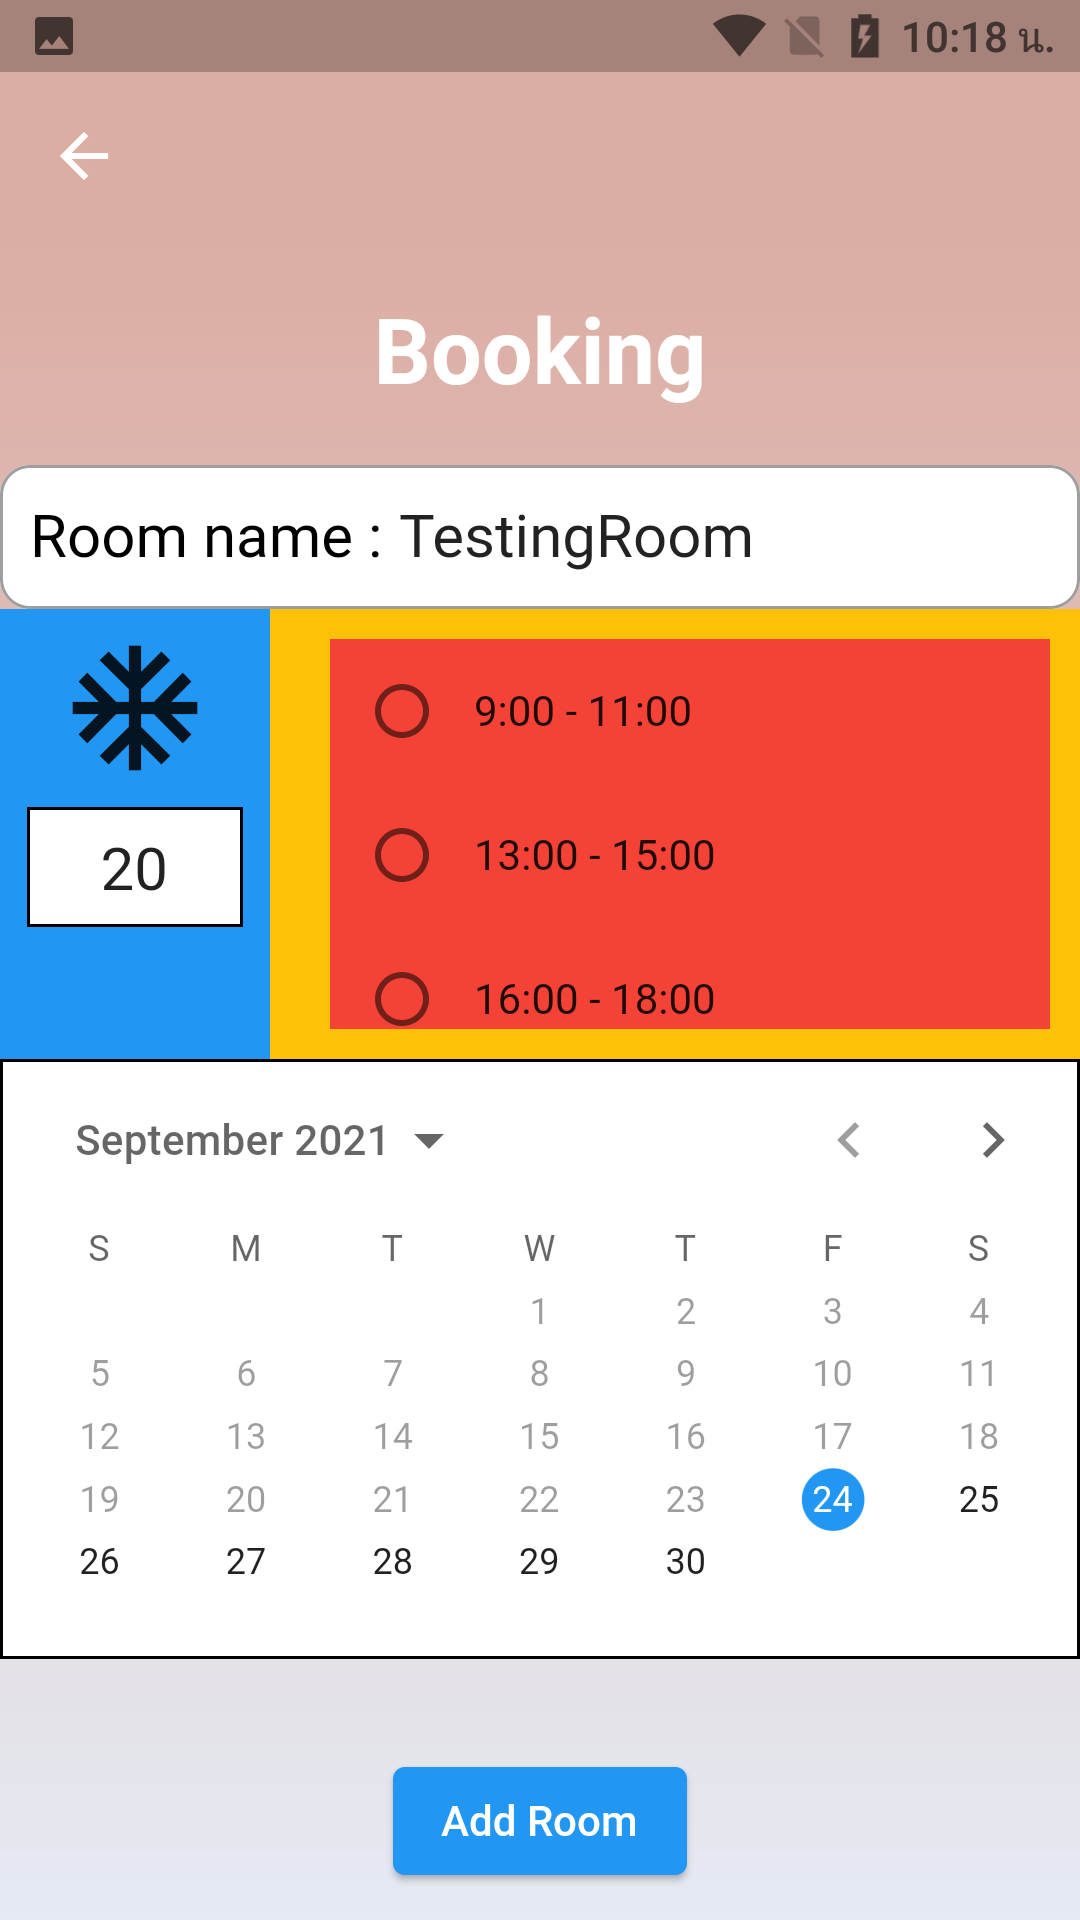 10:18 น.
Booking
Room name : TestingRoom
20
9:00 - 11:00
13:00 - 15:00
16:00 - 18:00
September 2021
S M T W T F S
1 2 3 4
5 6 7 8 9 10 11
12 13 14 15 16 17 18
19 20 21 22 23 24 25
26 27 28 29 30
Add Room